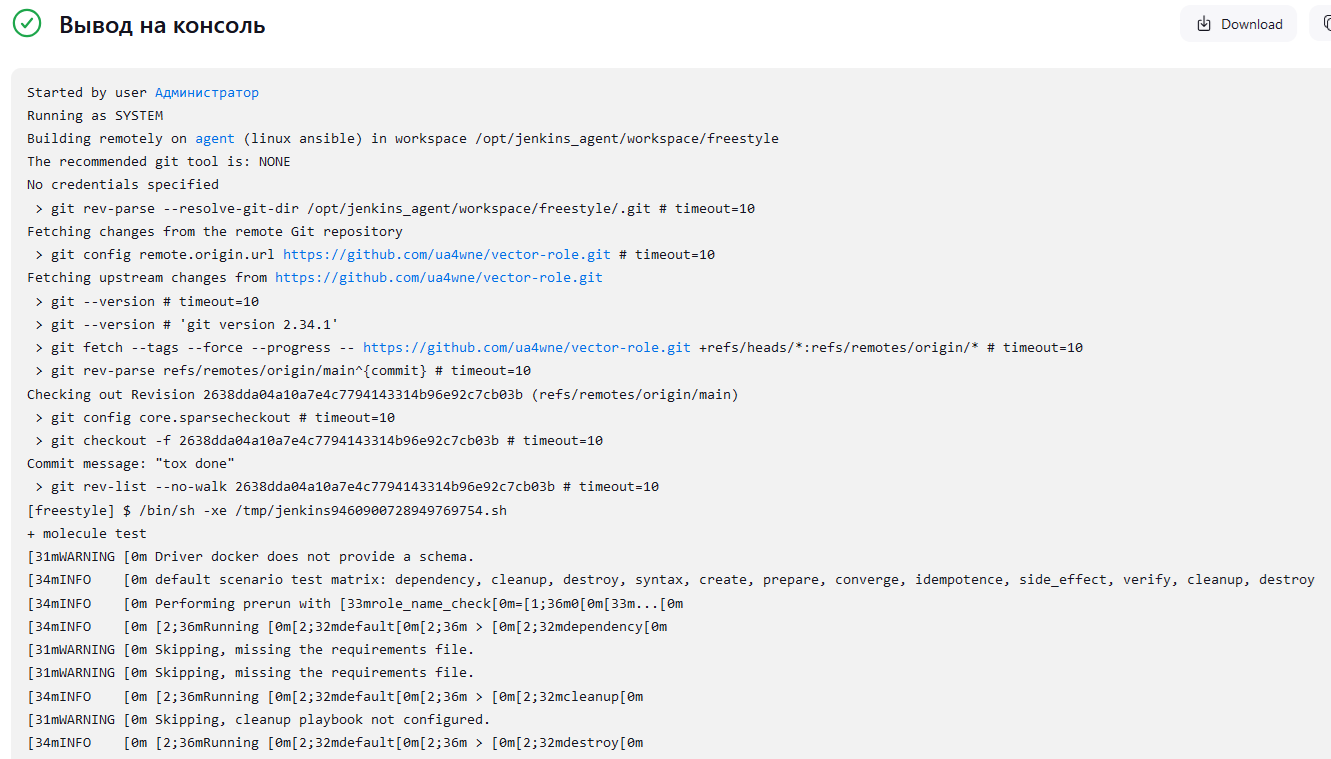 Вывод на консоль
Download
Started by user Администратор
Running as SYSTEM
Building remotely on agent (linux ansible) in workspace /opt/jenkins_agent/workspace/freestyle
The recommended git tool is: NONE
No credentials specified
 > git rev-parse --resolve-git-dir /opt/jenkins_agent/workspace/freestyle/.git # timeout=10
Fetching changes from the remote Git repository
 > git config remote.origin.url https://github.com/ua4wne/vector-role.git # timeout=10
Fetching upstream changes from https://github.com/ua4wne/vector-role.git
 > git --version # timeout=10
 > git --version # 'git version 2.34.1'
 > git fetch --tags --force --progress -- https://github.com/ua4wne/vector-role.git +refs/heads/*:refs/remotes/origin/* # timeout=10
 > git rev-parse refs/remotes/origin/main^{commit} # timeout=10
Checking out Revision 2638dda04a10a7e4c7794143314b96e92c7cb03b (refs/remotes/origin/main)
 > git config core.sparsecheckout # timeout=10
 > git checkout -f 2638dda04a10a7e4c7794143314b96e92c7cb03b # timeout=10
Commit message: "tox done"
 > git rev-list --no-walk 2638dda04a10a7e4c7794143314b96e92c7cb03b # timeout=10
[freestyle] $ /bin/sh -xe /tmp/jenkins9460900728949769754.sh
+ molecule test
[31mWARNING [0m Driver docker does not provide a schema.
[34mINFO    [0m default scenario test matrix: dependency, cleanup, destroy, syntax, create, prepare, converge, idempotence, side_effect, verify, cleanup, destroy
[34mINFO    [0m Performing prerun with [33mrole_name_check[0m=[1;36m0[0m[33m...[0m
[34mINFO    [0m [2;36mRunning [0m[2;32mdefault[0m[2;36m > [0m[2;32mdependency[0m
[31mWARNING [0m Skipping, missing the requirements file.
[31mWARNING [0m Skipping, missing the requirements file.
[34mINFO    [0m [2;36mRunning [0m[2;32mdefault[0m[2;36m > [0m[2;32mcleanup[0m
[31mWARNING [0m Skipping, cleanup playbook not configured.
[34mINFO    [0m [2;36mRunning [0m[2;32mdefault[0m[2;36m > [0m[2;32mdestroy[0m